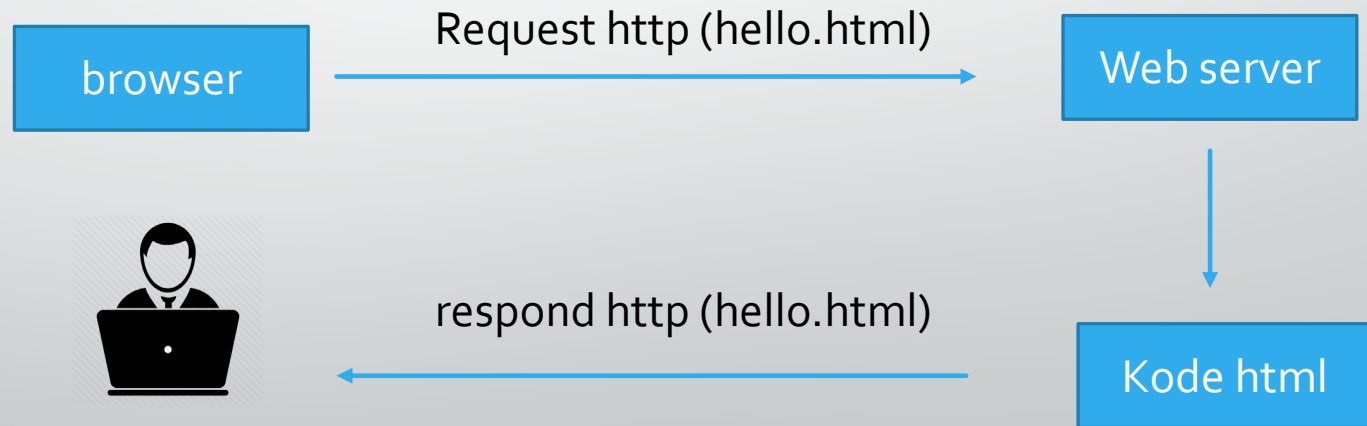 Request http (hello.html)
browser
Web server
respond http (hello.html)
Kode html